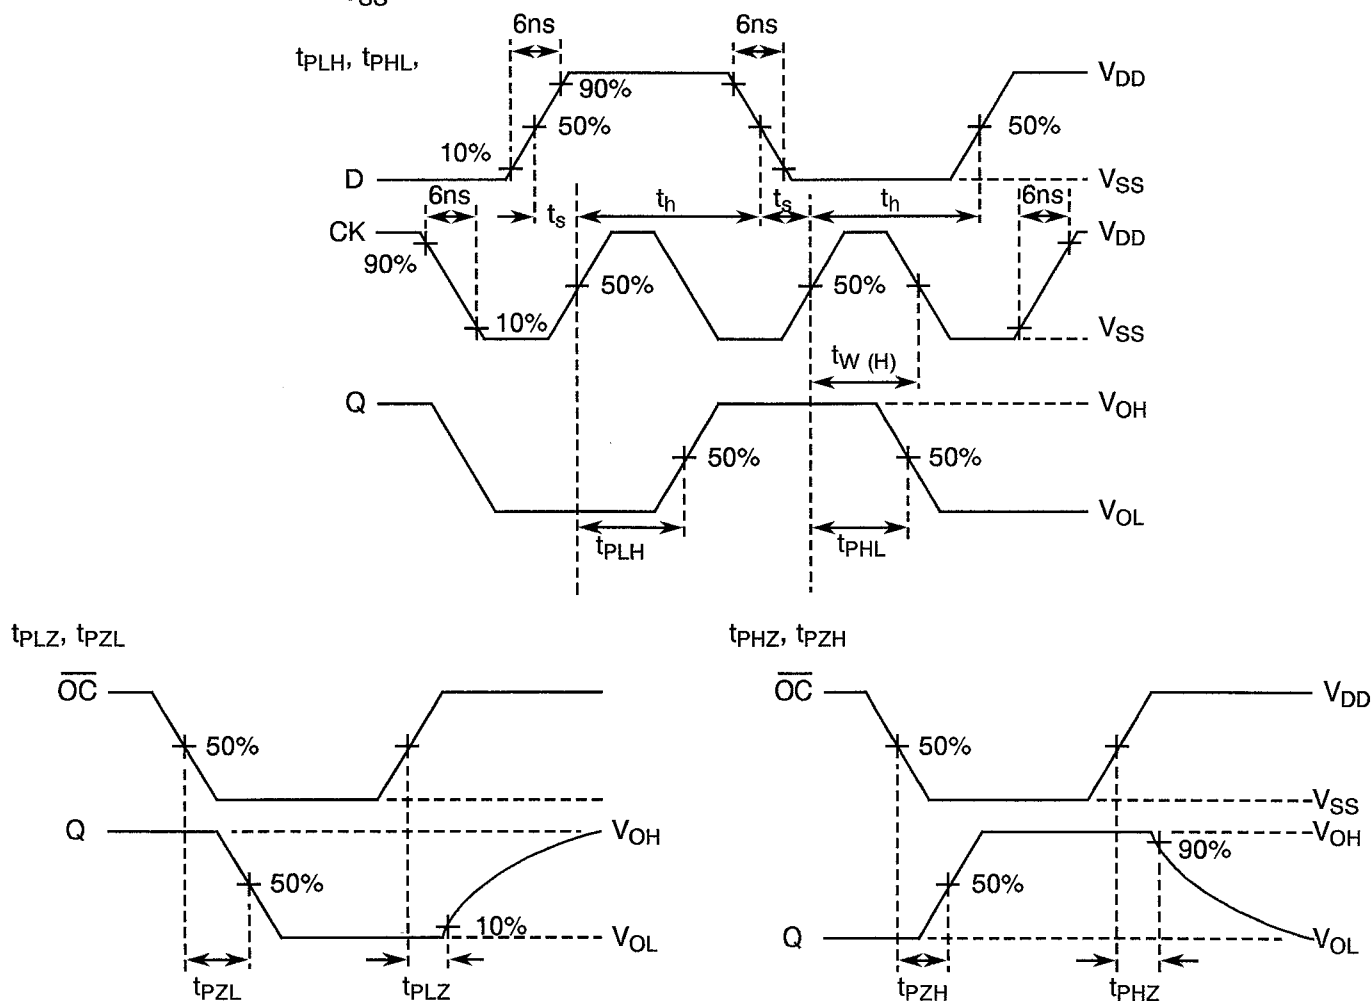 SS
6ns 6ns
tPLH, tPHL,
VDD
90%
50% 50%
10%
D VSS
6ns ts th ts th 6ns
CK VDD
90% 50% 50%
10% VSS
tW (H)
Q VOH
50% 50%
VOL
tPLH tPHL
tPLZ, tPZL
OC
50%
Q VOH
50%
10%
VOL
tPZL tPLZ
tPHZ, tPZH
OC VDD
50%
VSS
VOH
90%
50%
Q VOL
tPZH tPHZ